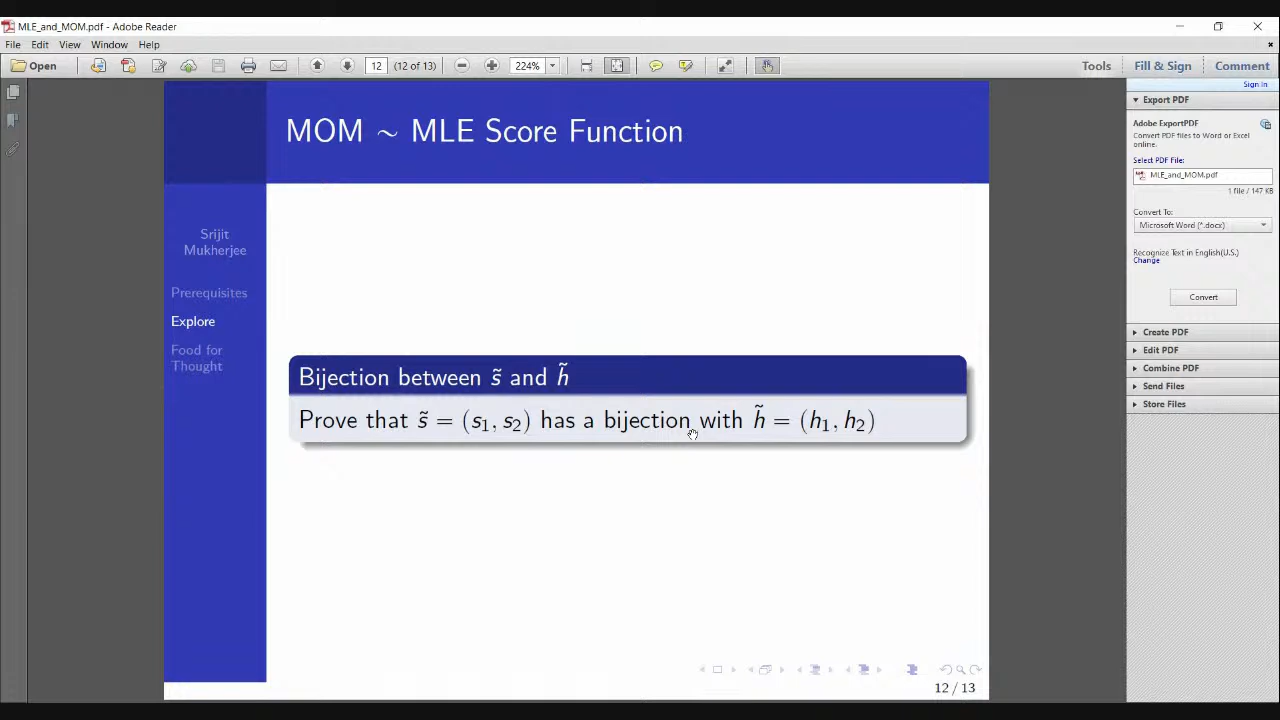 MLE_and_MOM.pdf - Adobe Reader
File Edit View Window Help
Open 12 (12 of 13) 224% Tools Fill & Sign Comment
Sign In
MOM ∼ MLE Score Function
Srijit
Mukherjee
Prerequisites
Explore
Food for
Thought
Bijection between s̃ and h̃
Prove that s̃ = (s₁, s₂) has a bijection with h̃ = (h₁, h₂)
12 / 13
Export PDF
Adobe ExportPDF
Convert PDF files to Word or Excel
online.
Select PDF File:
MLE_and_MOM.pdf
1 file / 147 KB
Convert To:
Microsoft Word (*.docx)
Recognize Text in English(U.S.)
Change
Convert
Create PDF
Edit PDF
Combine PDF
Send Files
Store Files